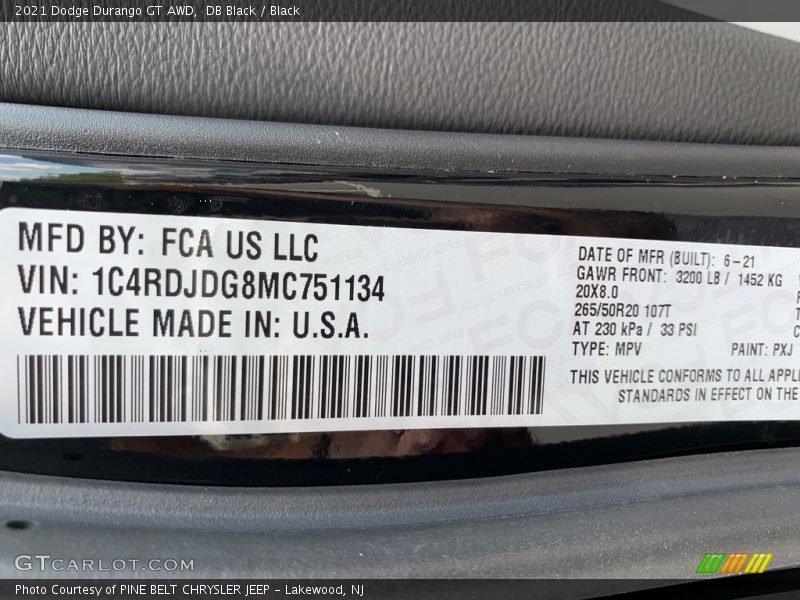 2021 Dodge Durango GT AWD, DB Black / Black
MFD BY: FCA US LLC
VIN: 1C4RDJDG8MC751134
VEHICLE MADE IN: U.S.A.
DATE OF MFR (BUILT): 6-21
GAWR FRONT: 3200 LB / 1452 KG
20X8.0
265/50R20 107T
AT 230 kPa / 33 PSI
TYPE: MPV PAINT: PXJ
THIS VEHICLE CONFORMS TO ALL APPL
STANDARDS IN EFFECT ON THE
GTCARLOT.COM
Photo Courtesy of PINE BELT CHRYSLER JEEP - Lakewood, NJ